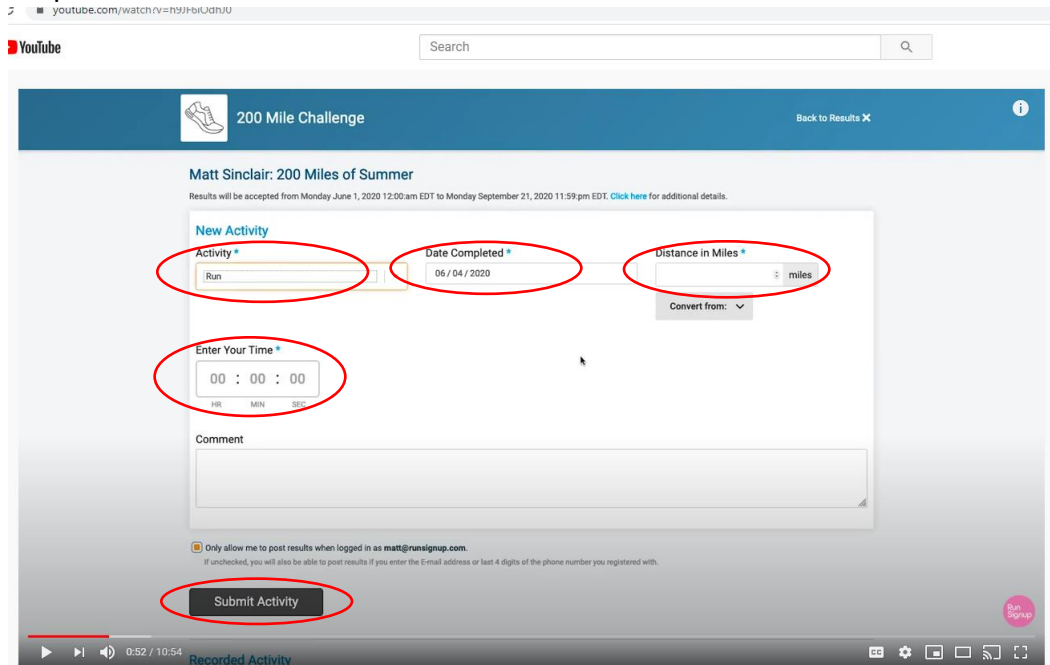 youtube.com/watch?v=h9JF6iOdhJ0
YouTube
Search
200 Mile Challenge
Back to Results ✕
Matt Sinclair: 200 Miles of Summer
Results will be accepted from Monday June 1, 2020 12:00:am EDT to Monday September 21, 2020 11:59:pm EDT. Click here for additional details.
New Activity
Activity * Date Completed * Distance in Miles *
Run 06 / 04 / 2020 miles
Convert from:
Enter Your Time *
00 : 00 : 00
HR MIN SEC
Comment
Only allow me to post results when logged in as matt@runsignup.com.
If unchecked, you will also be able to post results if you enter the E-mail address or last 4 digits of the phone number you registered with.
Submit Activity
Run
Signup
0:52 / 10:54
Recorded Activity